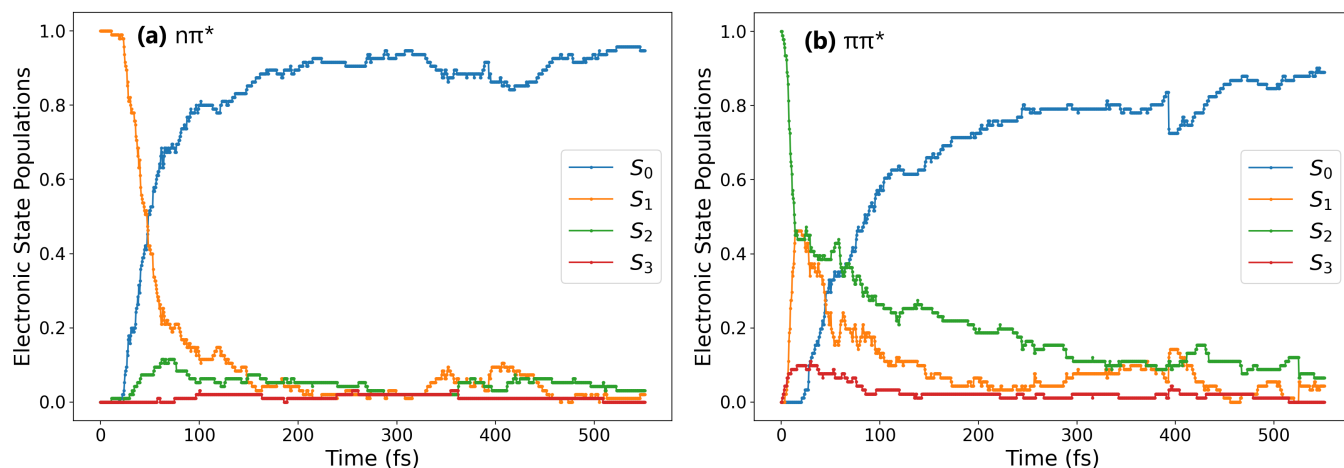 (a) nπ*
Electronic State Populations
1.0
0.8
0.6
0.4
0.2
0.0
S₀
S₁
S₂
S₃
0 100 200 300 400 500
Time (fs)
(b) ππ*
Electronic State Populations
1.0
0.8
0.6
0.4
0.2
0.0
S₀
S₁
S₂
S₃
0 100 200 300 400 500
Time (fs)